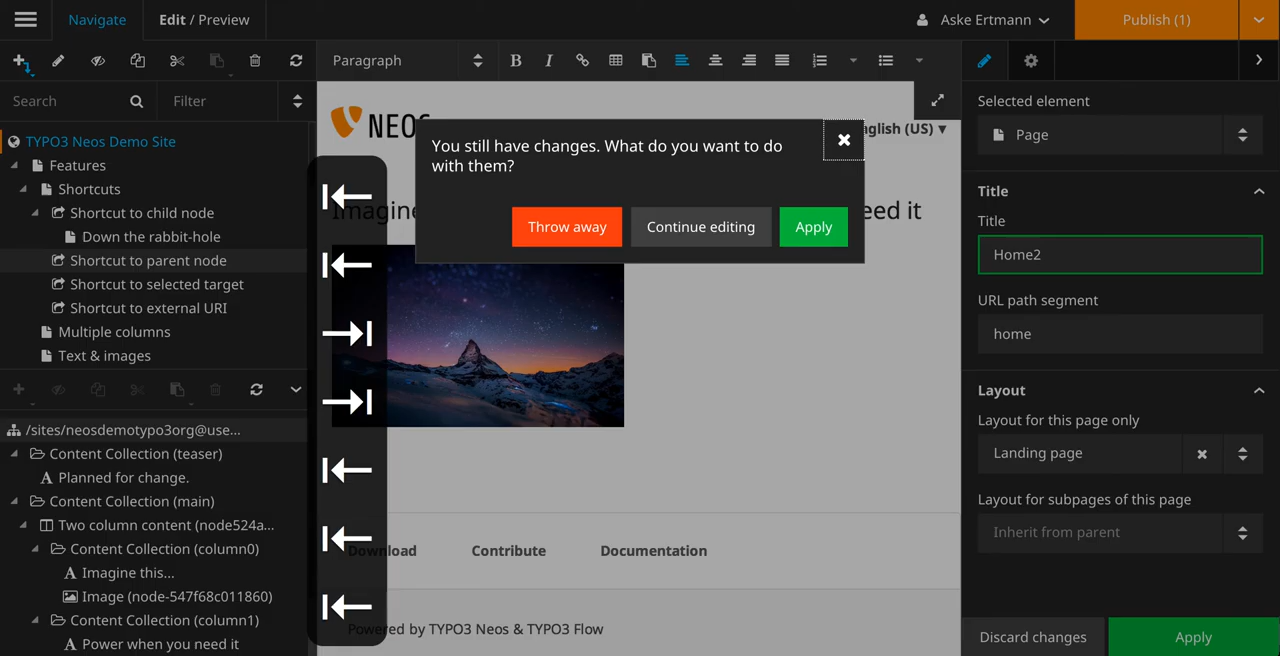 Navigate
Edit / Preview
Aske Ertmann
Publish (1)
Paragraph
B I
Search
Filter
TYPO3 Neos Demo Site
Features
Shortcuts
Shortcut to child node
Down the rabbit-hole
Shortcut to parent node
Shortcut to selected target
Shortcut to external URI
Multiple columns
Text & images
/sites/neosdemotypo3org@use...
Content Collection (teaser)
Planned for change.
Content Collection (main)
Two column content (node524a...
Content Collection (column0)
Imagine this...
Image (node-547f68c011860)
Content Collection (column1)
Power when you need it
NEOS
glish (US)
You still have changes. What do you want to do
with them?
Throw away
Continue editing
Apply
Imagine
eed it
Download
Contribute
Documentation
Powered by TYPO3 Neos & TYPO3 Flow
Selected element
Page
Title
Title
Home2
URL path segment
home
Layout
Layout for this page only
Landing page
Layout for subpages of this page
Inherit from parent
Discard changes
Apply